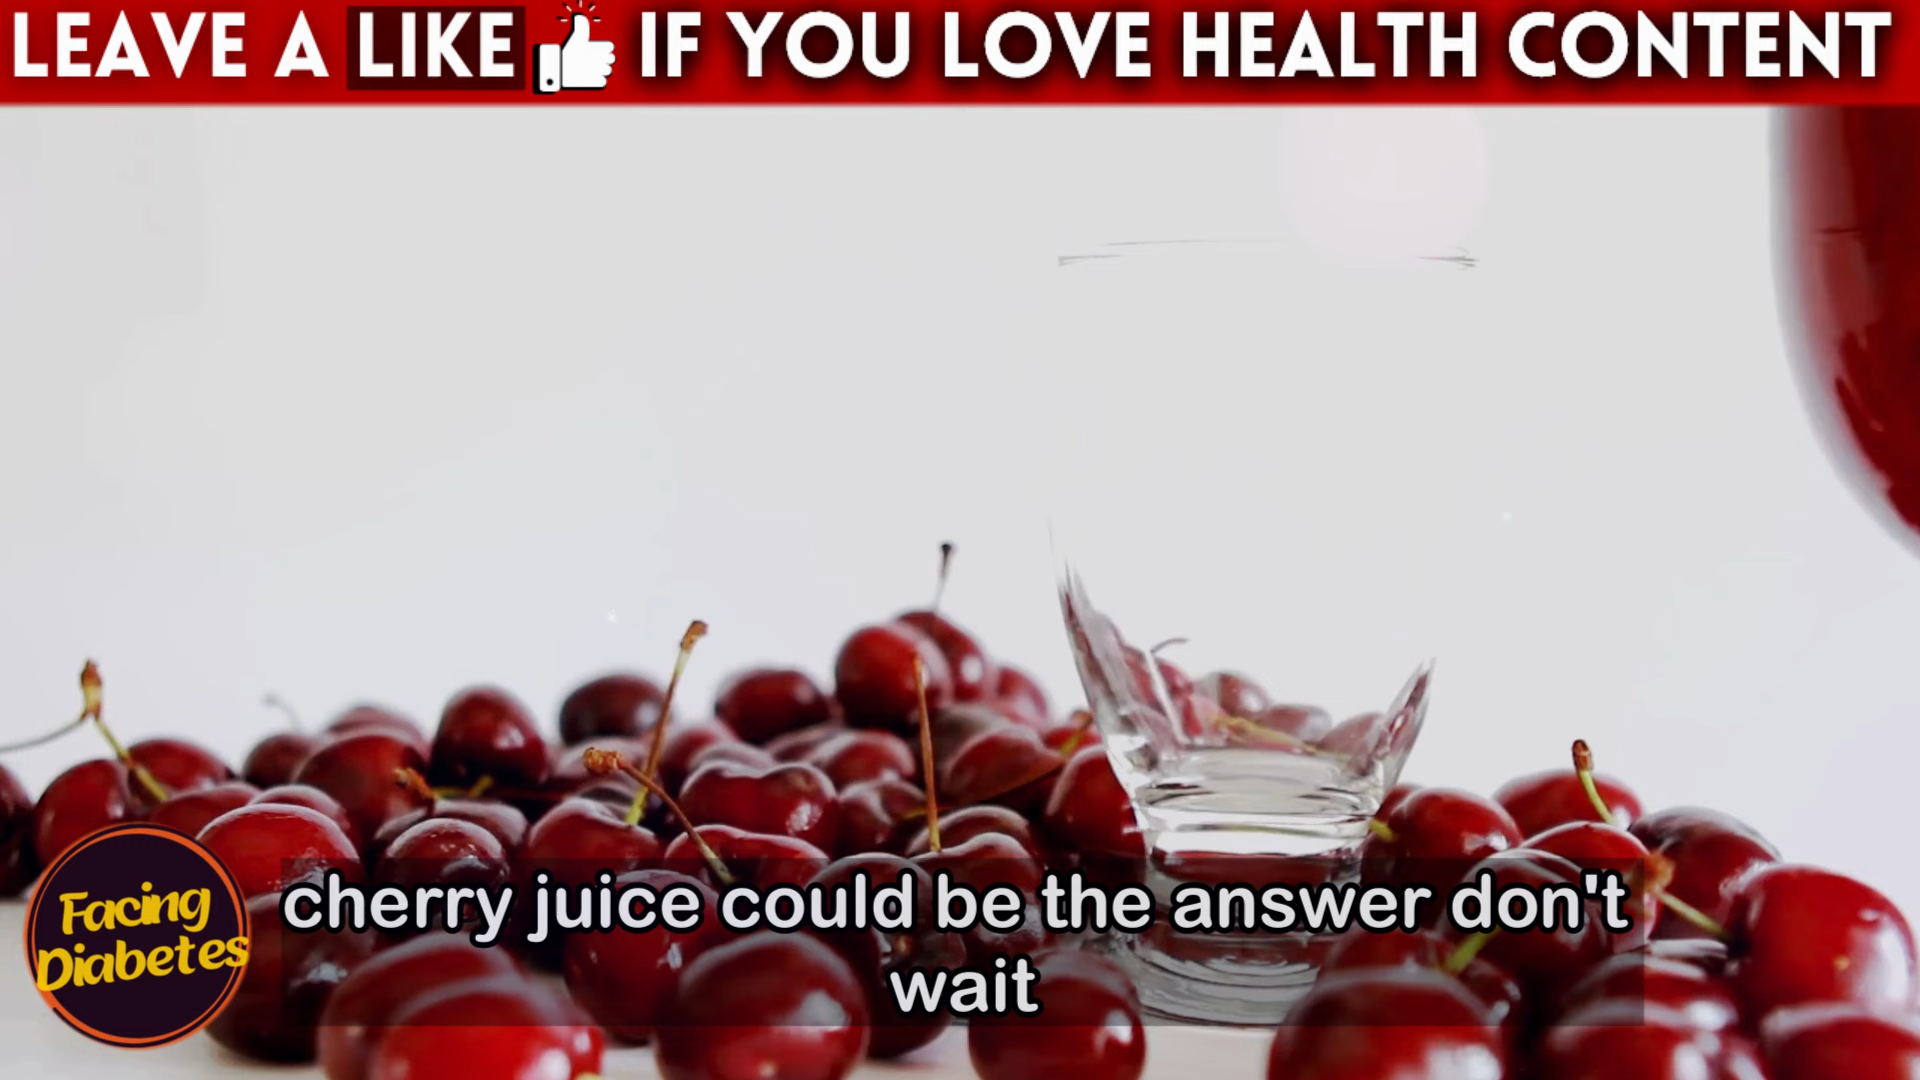 LEAVE A LIKE IF YOU LOVE HEALTH CONTENT
cherry juice could be the answer don't
wait
Facing
Diabetes